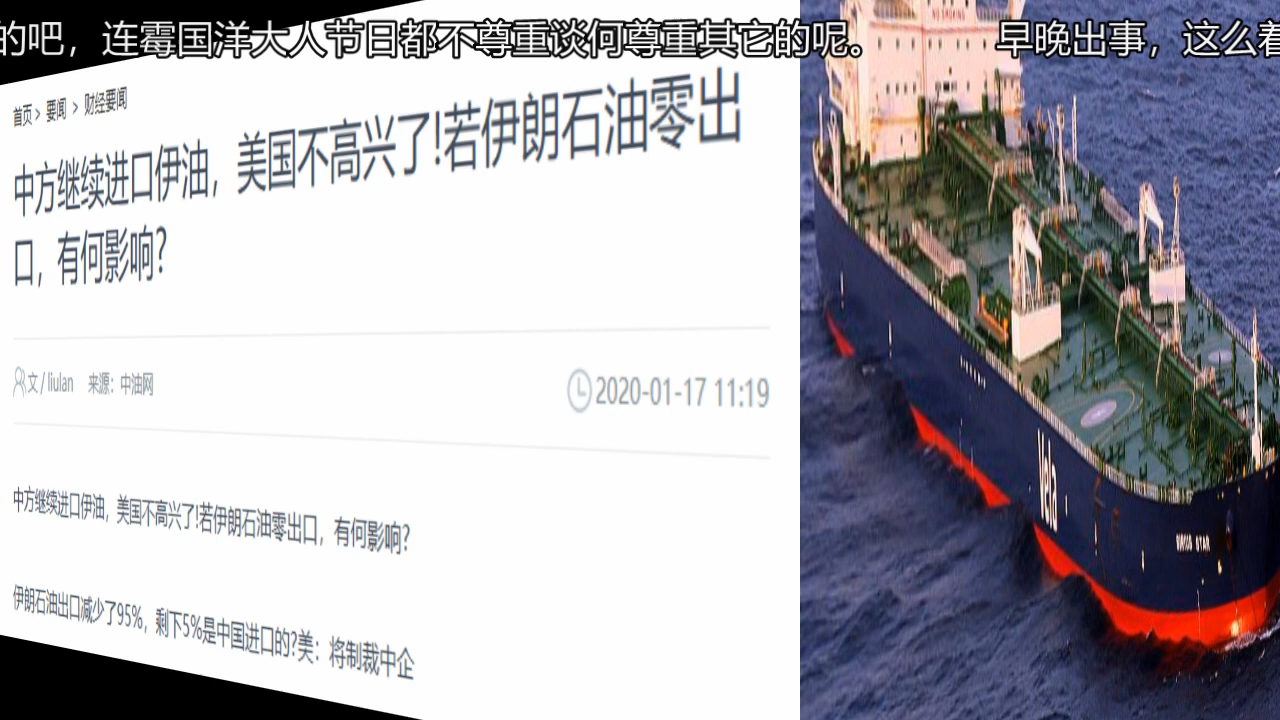 的吧，连霉国洋大人节日都不尊重谈何尊重其它的呢。
早晚出事，这么看
首页 > 要闻 > 财经要闻
中方继续进口伊油，美国不高兴了!若伊朗石油零出
口，有何影响?
文 / liulan 来源：中油网
2020-01-17 11:19
中方继续进口伊油，美国不高兴了!若伊朗石油零出口，有何影响?
伊朗石油出口减少了95%，剩下5%是中国进口的?美：将制裁中企
NO SMOKING
Vela
SIRIUS STAR